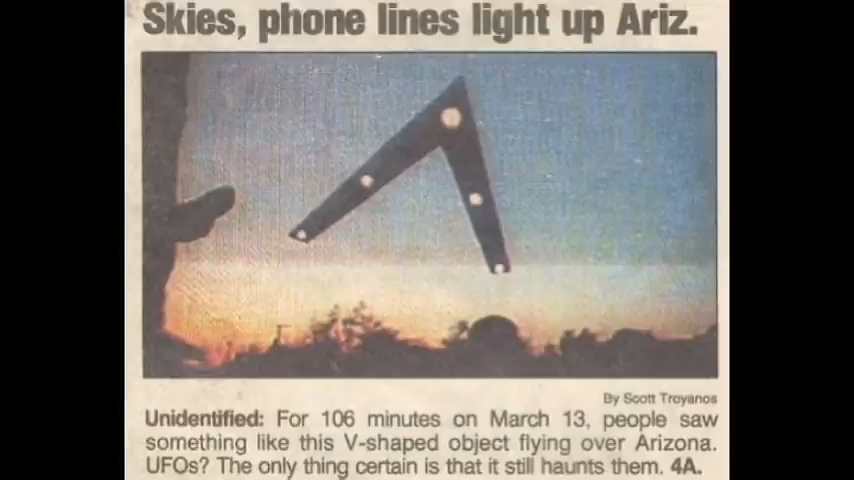 Skies, phone lines light up Ariz.
By Scott Troyanos
Unidentified: For 106 minutes on March 13, people saw
something like this V-shaped object flying over Arizona.
UFOs? The only thing certain is that it still haunts them. 4A.